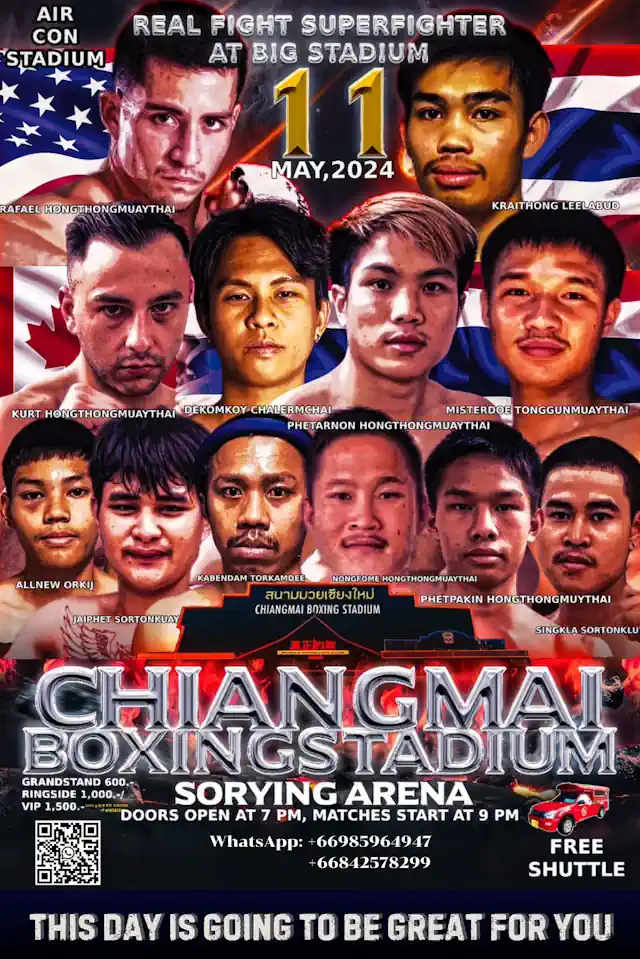 AIR
CON
STADIUM
REAL FIGHT SUPERFIGHTER
AT BIG STADIUM
11
MAY,2024
RAFAEL HONGTHONGMUAYTHAI
KRAITHONG LEELABUD
KURT HONGTHONGMUAYTHAI
DEKOMKOY CHALERMCHAI
PHETARNON HONGTHONGMUAYTHAI
MISTERDOE TONGGUNMUAYTHAI
ALLNEW ORKIJ
JAIPHET SORTONKUAY
KABENDAM TORKAMDEE
NONGFOME HONGTHONGMUAYTHAI
PHETPAKIN HONGTHONGMUYTHAI
SINGKLA SORTONKLU
สนามมวยเชียงใหม่
CHIANGMAI BOXING STADIUM
CHIANGMAI
BOXINGSTADIUM
GRANDSTAND 600.-
RINGSIDE 1,000.-/
VIP 1,500.-
SORYING ARENA
DOORS OPEN AT 7 PM, MATCHES START AT 9 PM
WhatsApp: +66985964947
+66842578299
FREE
SHUTTLE
THIS DAY IS GOING TO BE GREAT FOR YOU